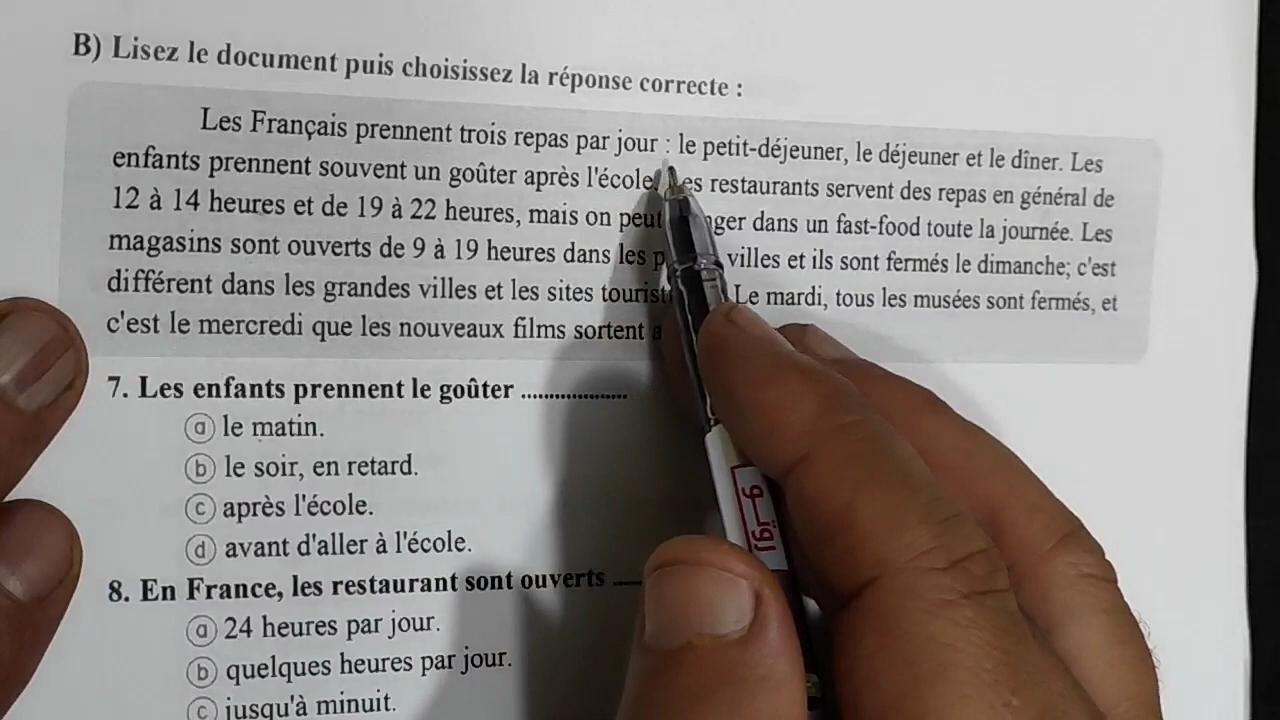 B) Lisez le document puis choisissez la réponse correcte :
Les Français prennent trois repas par jour : le petit-déjeuner, le déjeuner et le dîner. Les
enfants prennent souvent un goûter après l'école es restaurants servent des repas en général de
12 à 14 heures et de 19 à 22 heures, mais on peut nger dans un fast-food toute la journée. Les
magasins sont ouverts de 9 à 19 heures dans les p villes et ils sont fermés le dimanche; c'est
différent dans les grandes villes et les sites tourist Le mardi, tous les musées sont fermés, et
c'est le mercredi que les nouveaux films sortent
7. Les enfants prennent le goûter ...................
a le matin.
b le soir, en retard.
c après l'école.
d avant d'aller à l'école.
8. En France, les restaurant sont ouverts .....
a 24 heures par jour.
b quelques heures par jour.
c jusqu'à minuit.
روتـــو